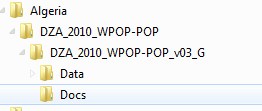 Algeria
DZA_2010_WPOP-POP
DZA_2010_WPOP-POP_v03_G
Data
Docs